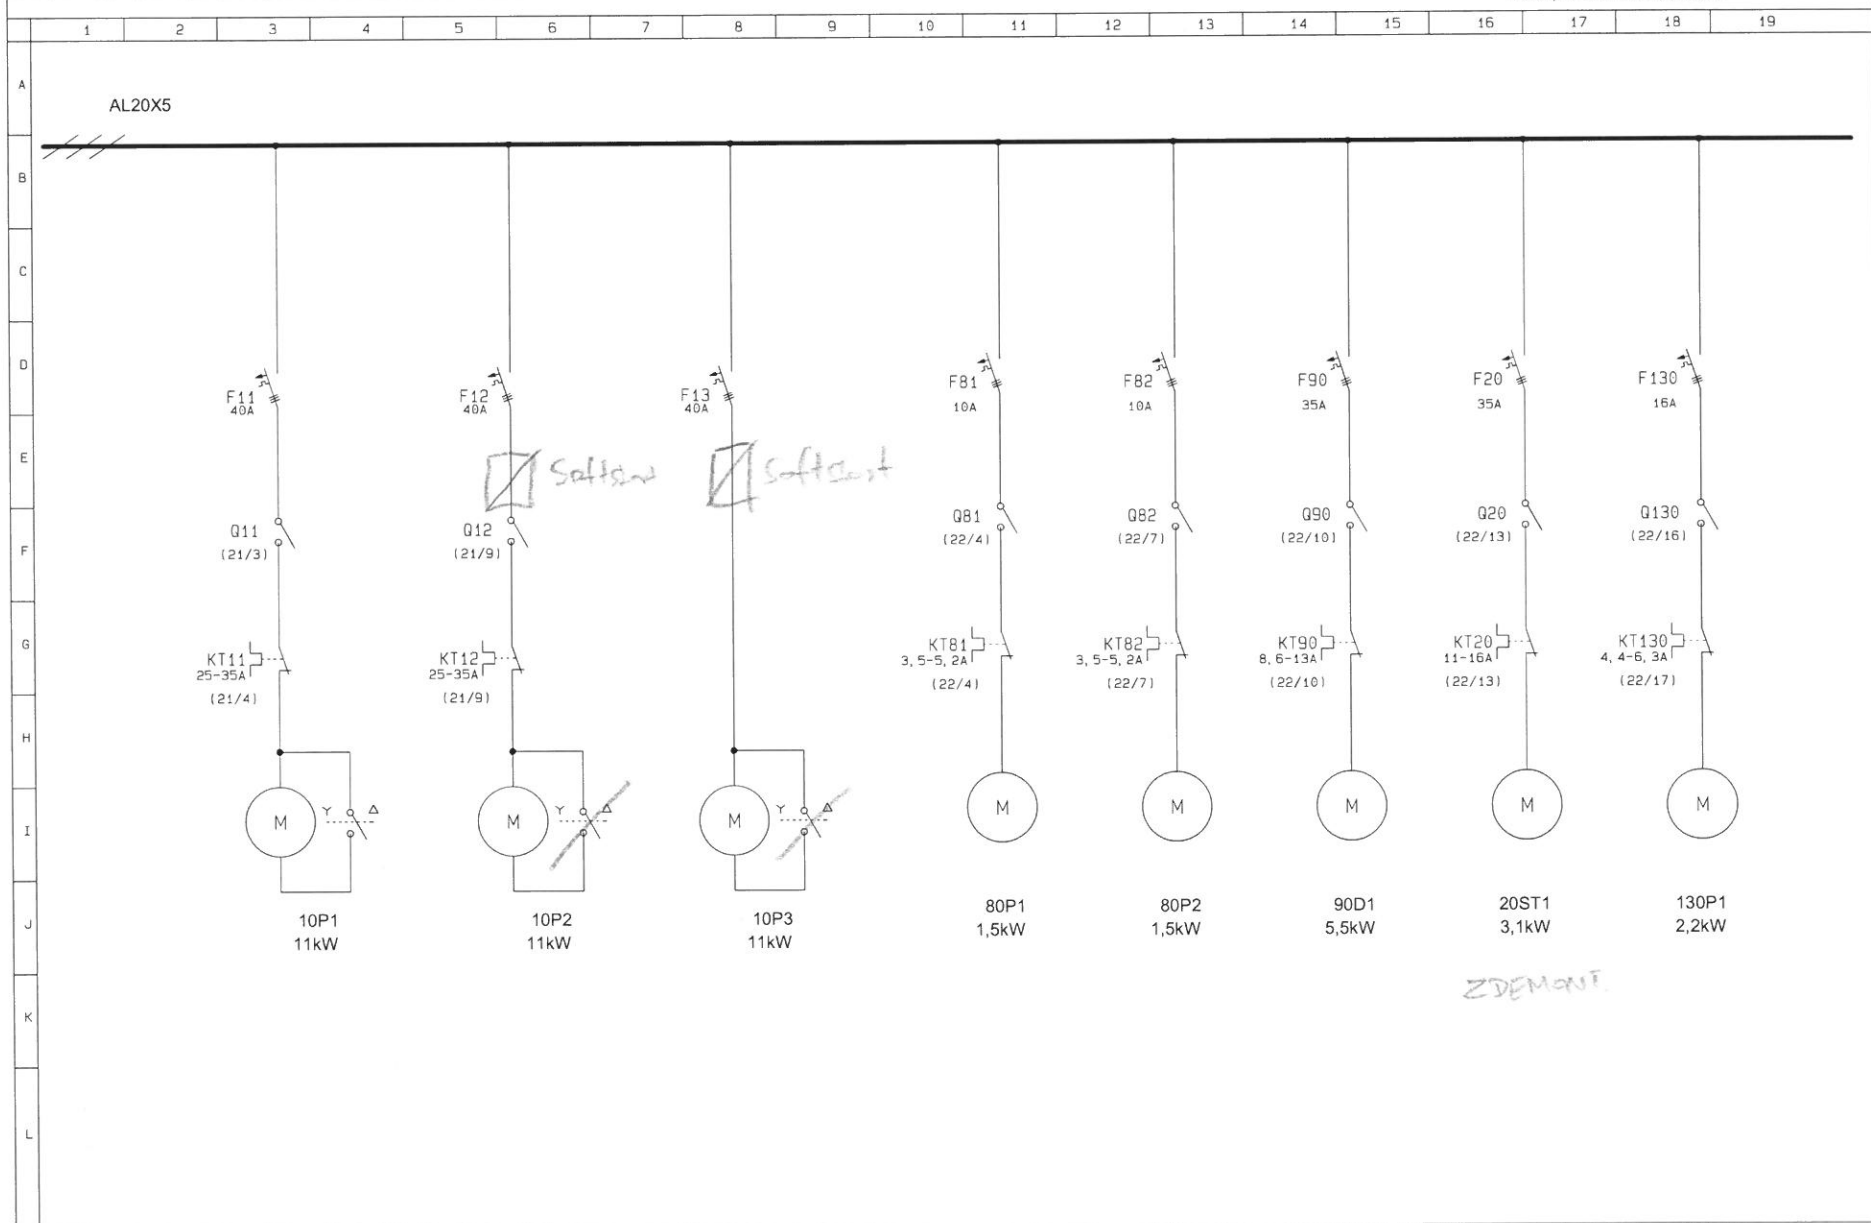 1 2 3 4 5 6 7 8 9 10 11 12 13 14 15 16 17 18 19
A
AL20X5
B
C
D
F11
40A
F12
40A
F13
40A
F81
10A
F82
10A
F90
35A
F20
35A
F130
16A
E
Softstart
F
Q11
(21/3)
Q12
(21/9)
Q81
(22/4)
Q82
(22/7)
Q90
(22/10)
Q20
(22/13)
Q130
(22/16)
G
KT11
25-35A
(21/4)
KT12
25-35A
(21/9)
KT81
3,5-5,2A
(22/4)
KT82
3,5-5,2A
(22/7)
KT90
8,6-13A
(22/10)
KT20
11-16A
(22/13)
KT130
4,4-6,3A
(22/17)
H
I
M Y Δ
M Y Δ
M Y Δ
M
M
M
M
M
J
10P1
11kW
10P2
11kW
10P3
11kW
80P1
1,5kW
80P2
1,5kW
90D1
5,5kW
20ST1
3,1kW
130P1
2,2kW
K
ZDEMONT.
L